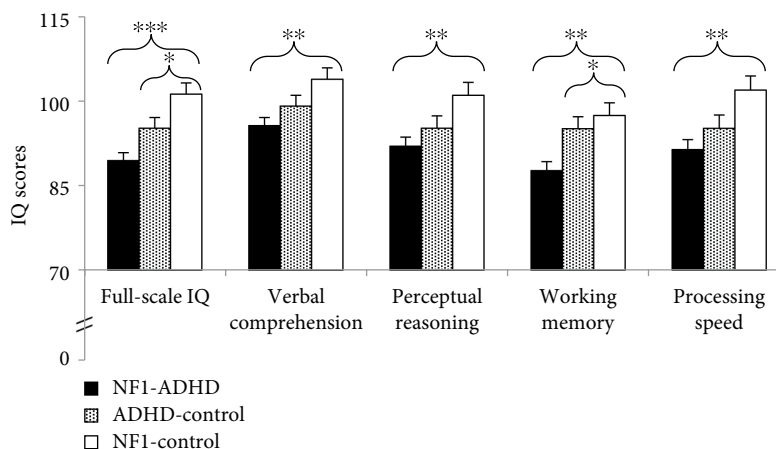 115
100
85
70
0
IQ scores
***
*
**
**
**
*
**
Full-scale IQ
Verbal
comprehension
Perceptual
reasoning
Working
memory
Processing
speed
NF1-ADHD
ADHD-control
NF1-control